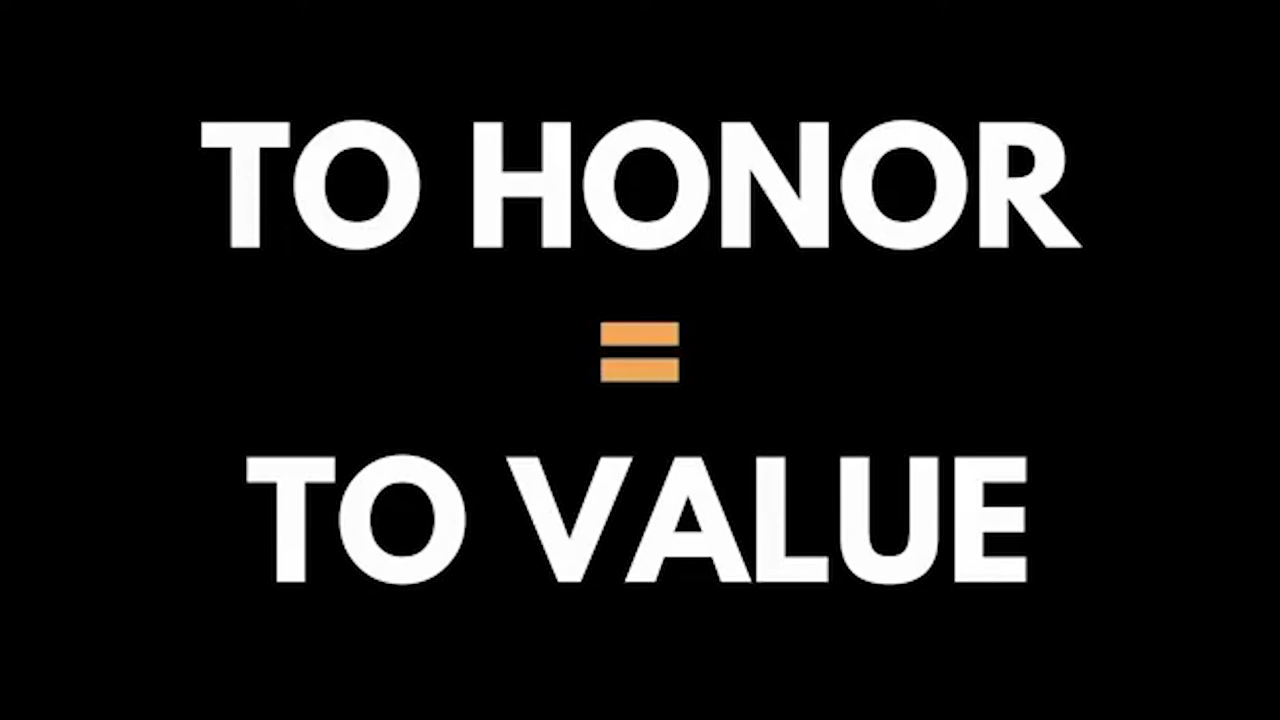 TO HONOR
=
TO VALUE